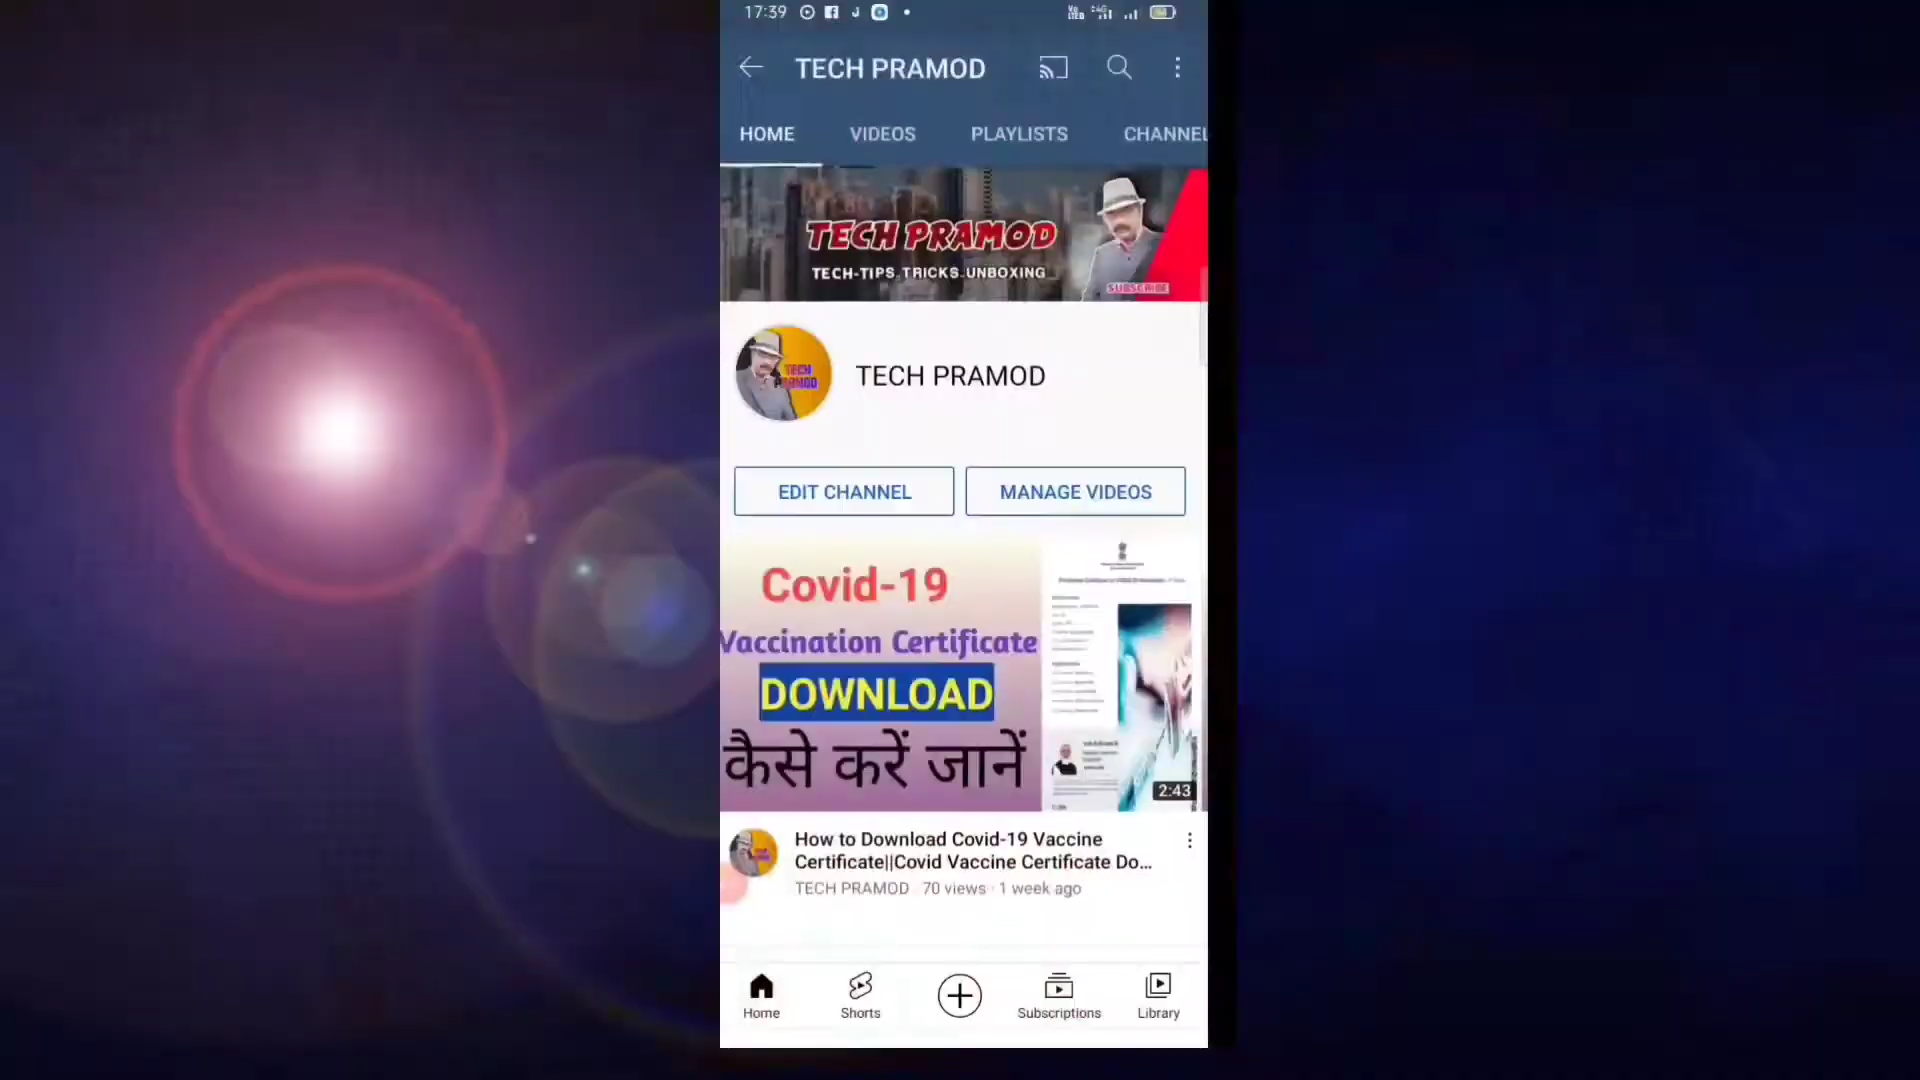 17:39
TECH PRAMOD
HOME VIDEOS PLAYLISTS CHANNEL
TECH PRAMOD
TECH-TIPS.TRICKS.UNBOXING
SUBSCRIBE
TECH
PRAMOD
TECH PRAMOD
EDIT CHANNEL MANAGE VIDEOS
Covid-19
Vaccination Certificate
DOWNLOAD
कैसे करें जानें
2:43
How to Download Covid-19 Vaccine
Certificate||Covid Vaccine Certificate Do...
TECH PRAMOD · 70 views · 1 week ago
Home Shorts Subscriptions Library